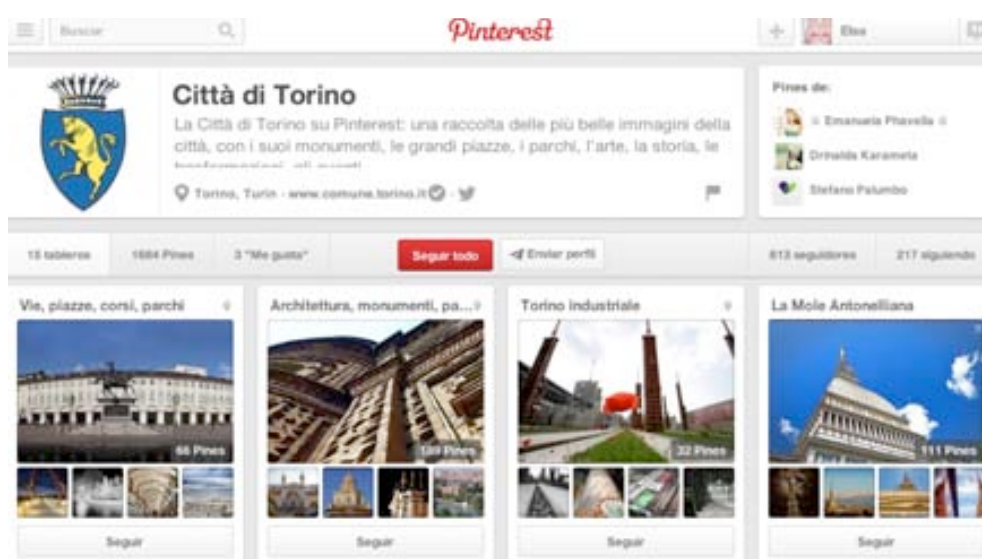 Buscar
Pinterest
Elsa
Città di Torino
La Città di Torino su Pinterest: una raccolta delle più belle immagini della
città, con i suoi monumenti, le grandi piazze, i parchi, l'arte, la storia, le
Torino, Turin · www.comune.torino.it
Pines de:
Emanuela
Drinalda Karameta
Stefano Palumbo
15 tableros
1684 Pines
3 "Me gusta"
Seguir todo
Enviar perfil
613 seguidores
217 siguiendo
Vie, piazze, corsi, parchi
Architettura, monumenti, pa...
Torino industriale
La Mole Antonelliana
66 Pines
189 Pines
32 Pines
111 Pines
Seguir
Seguir
Seguir
Seguir